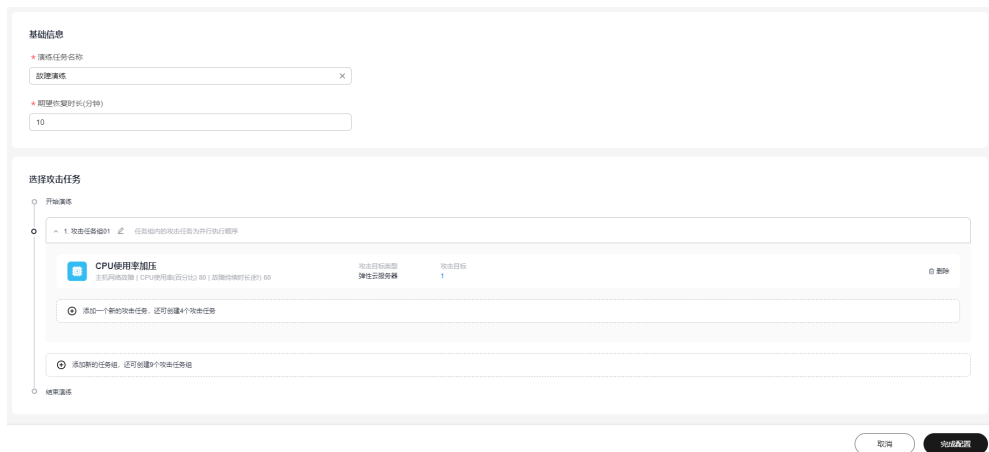 基础信息
* 演练任务名称
故障演练
* 期望恢复时长(分钟)
10
选择攻击任务
开始演练
1. 攻击任务组01 任务组内的攻击任务为并行执行顺序
CPU使用率加压 攻击目标类型 攻击目标
主机网络故障 | CPU使用率(百分比) 80 | 故障持续时长(秒) 60 弹性云服务器 1 删除
添加一个新的攻击任务，还可创建4个攻击任务
添加新的任务组，还可创建9个攻击任务组
结束演练
取消 完成配置